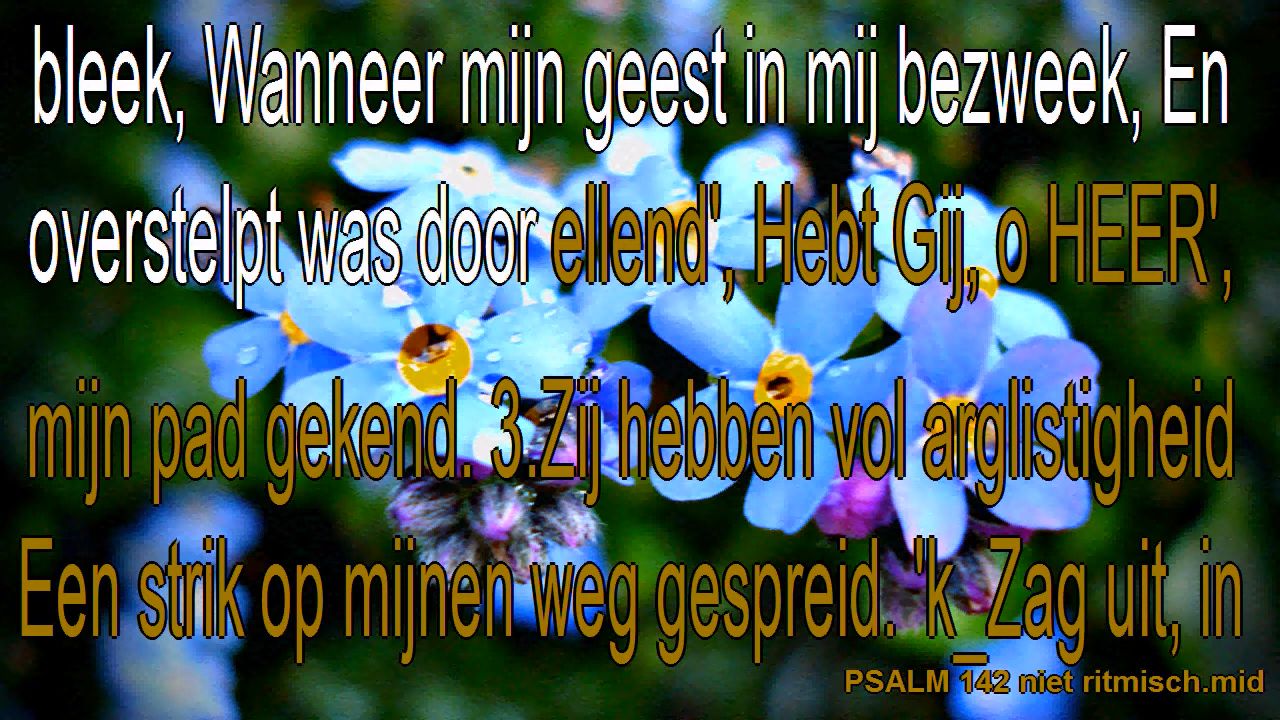 bleek, Wanneer mijn geest in mij bezweek, En
overstelpt was door ellend', Hebt Gij, o HEER',
mijn pad gekend. 3.Zij hebben vol arglistigheid
Een strik op mijnen weg gespreid. 'k_Zag uit, in
PSALM 142 niet ritmisch.mid